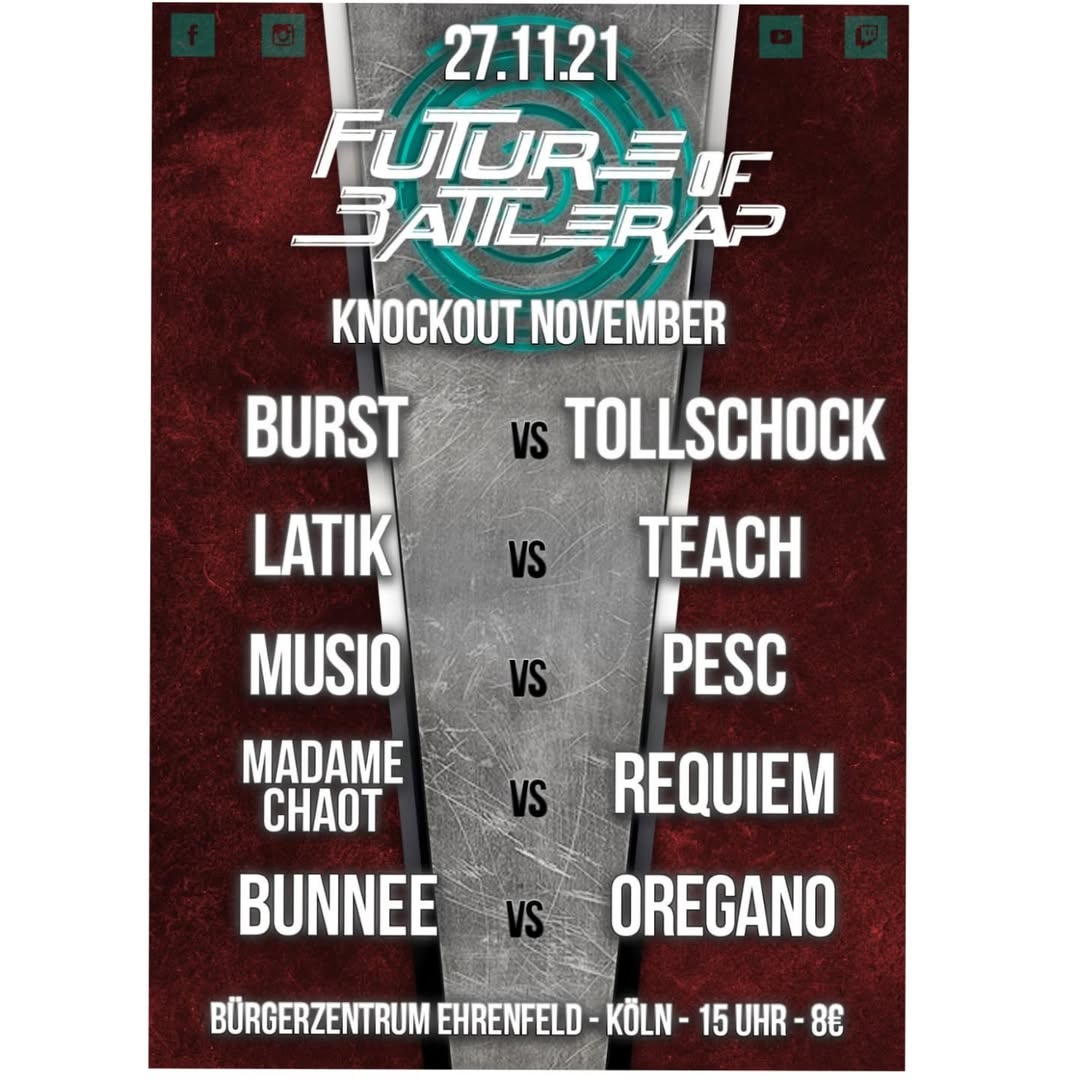 27.11.21
FUTURE OF
BATTLERAP
KNOCKOUT NOVEMBER
BURST VS TOLLSCHOCK
LATIK VS TEACH
MUSIO VS PESC
MADAME
CHAOT VS REQUIEM
BUNNEE VS OREGANO
BÜRGERZENTRUM EHRENFELD - KÖLN - 15 UHR - 8€